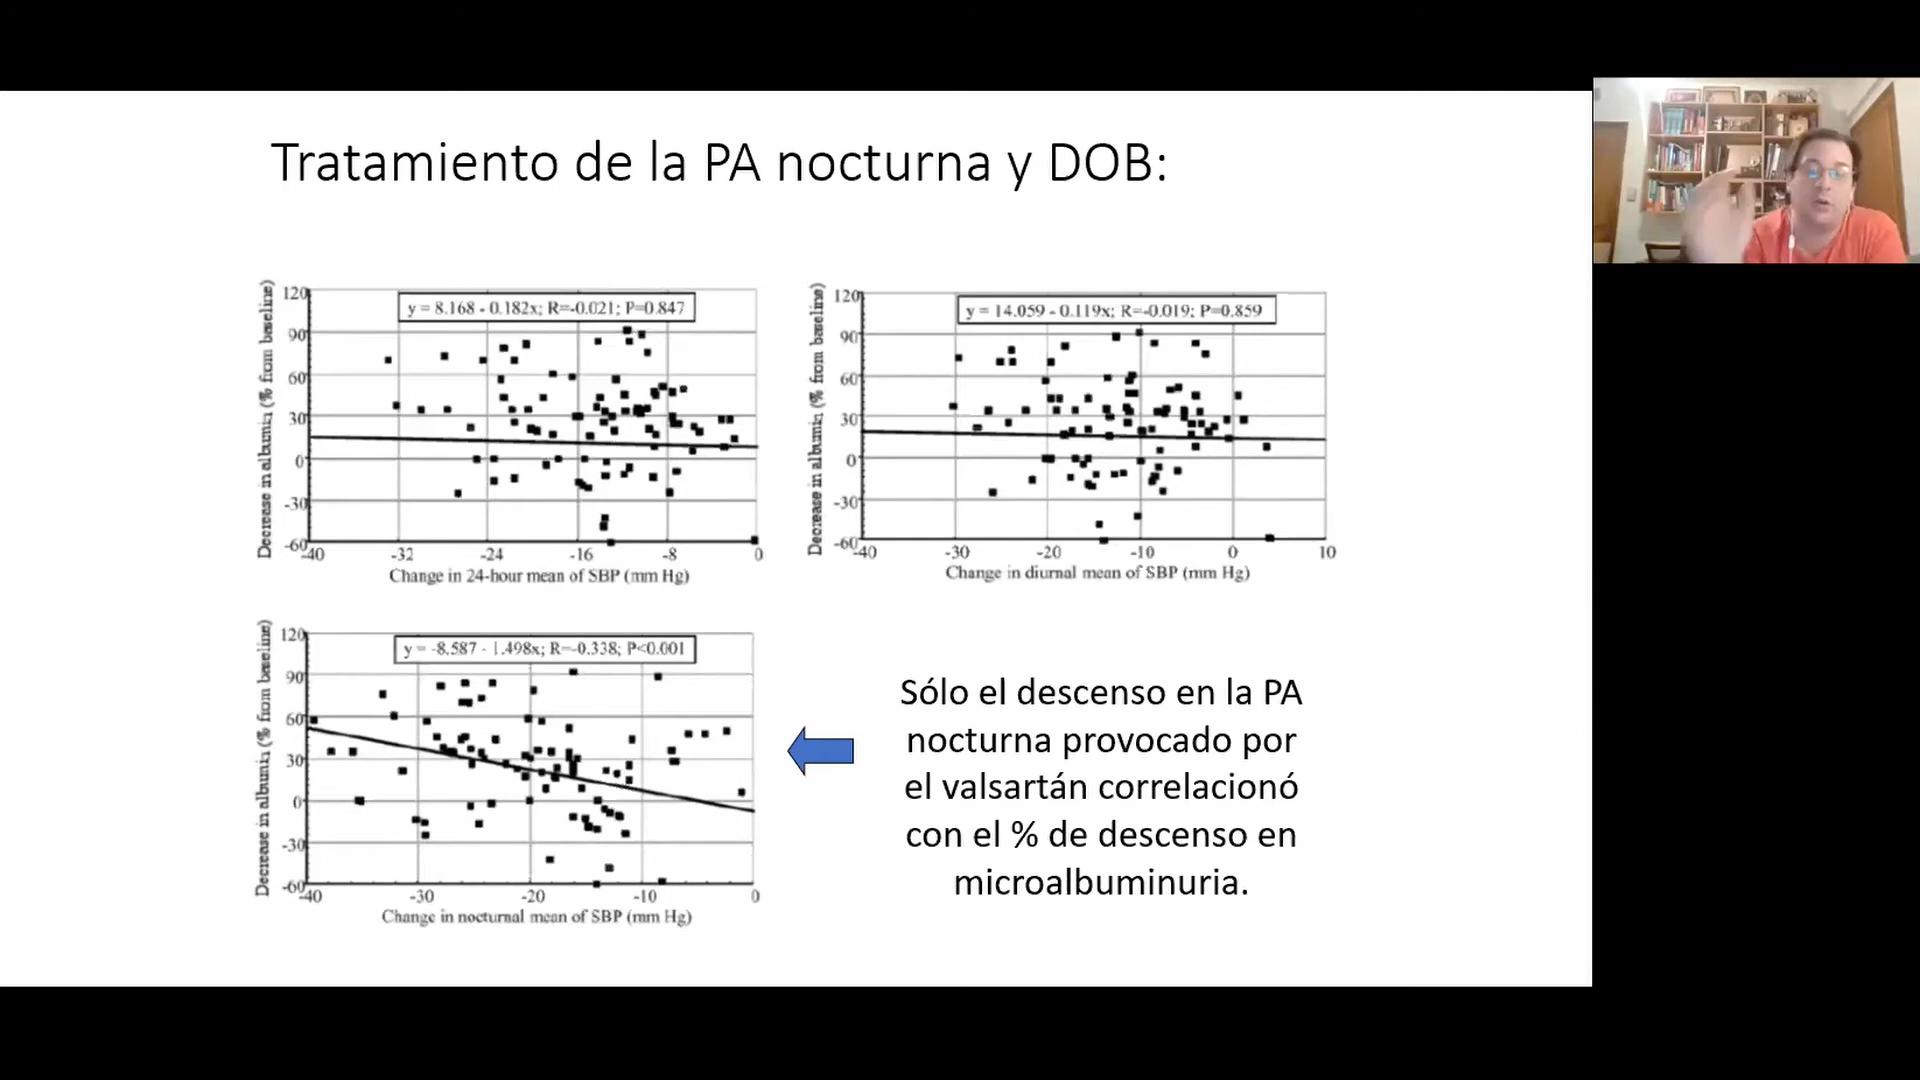 Tratamiento de la PA nocturna y DOB:
Decrease in albumin (% from baseline)
120
90
60
30
0
-30
-60
y = 8.168 - 0.182x; R=-0.021; P=0.847
-40 -32 -24 -16 -8 0
Change in 24-hour mean of SBP (mm Hg)
Decrease in albumin (% from baseline)
120
90
60
30
0
-30
-60
y = 14.059 - 0.119x; R=-0.019; P=0.859
-40 -30 -20 -10 0 10
Change in diurnal mean of SBP (mm Hg)
Decrease in albumin (% from baseline)
120
90
60
30
0
-30
-60
y = -8.587 - 1.498x; R=-0.338; P<0.001
-40 -30 -20 -10 0
Change in nocturnal mean of SBP (mm Hg)
Sólo el descenso en la PA
nocturna provocado por
el valsartán correlacionó
con el % de descenso en
microalbuminuria.